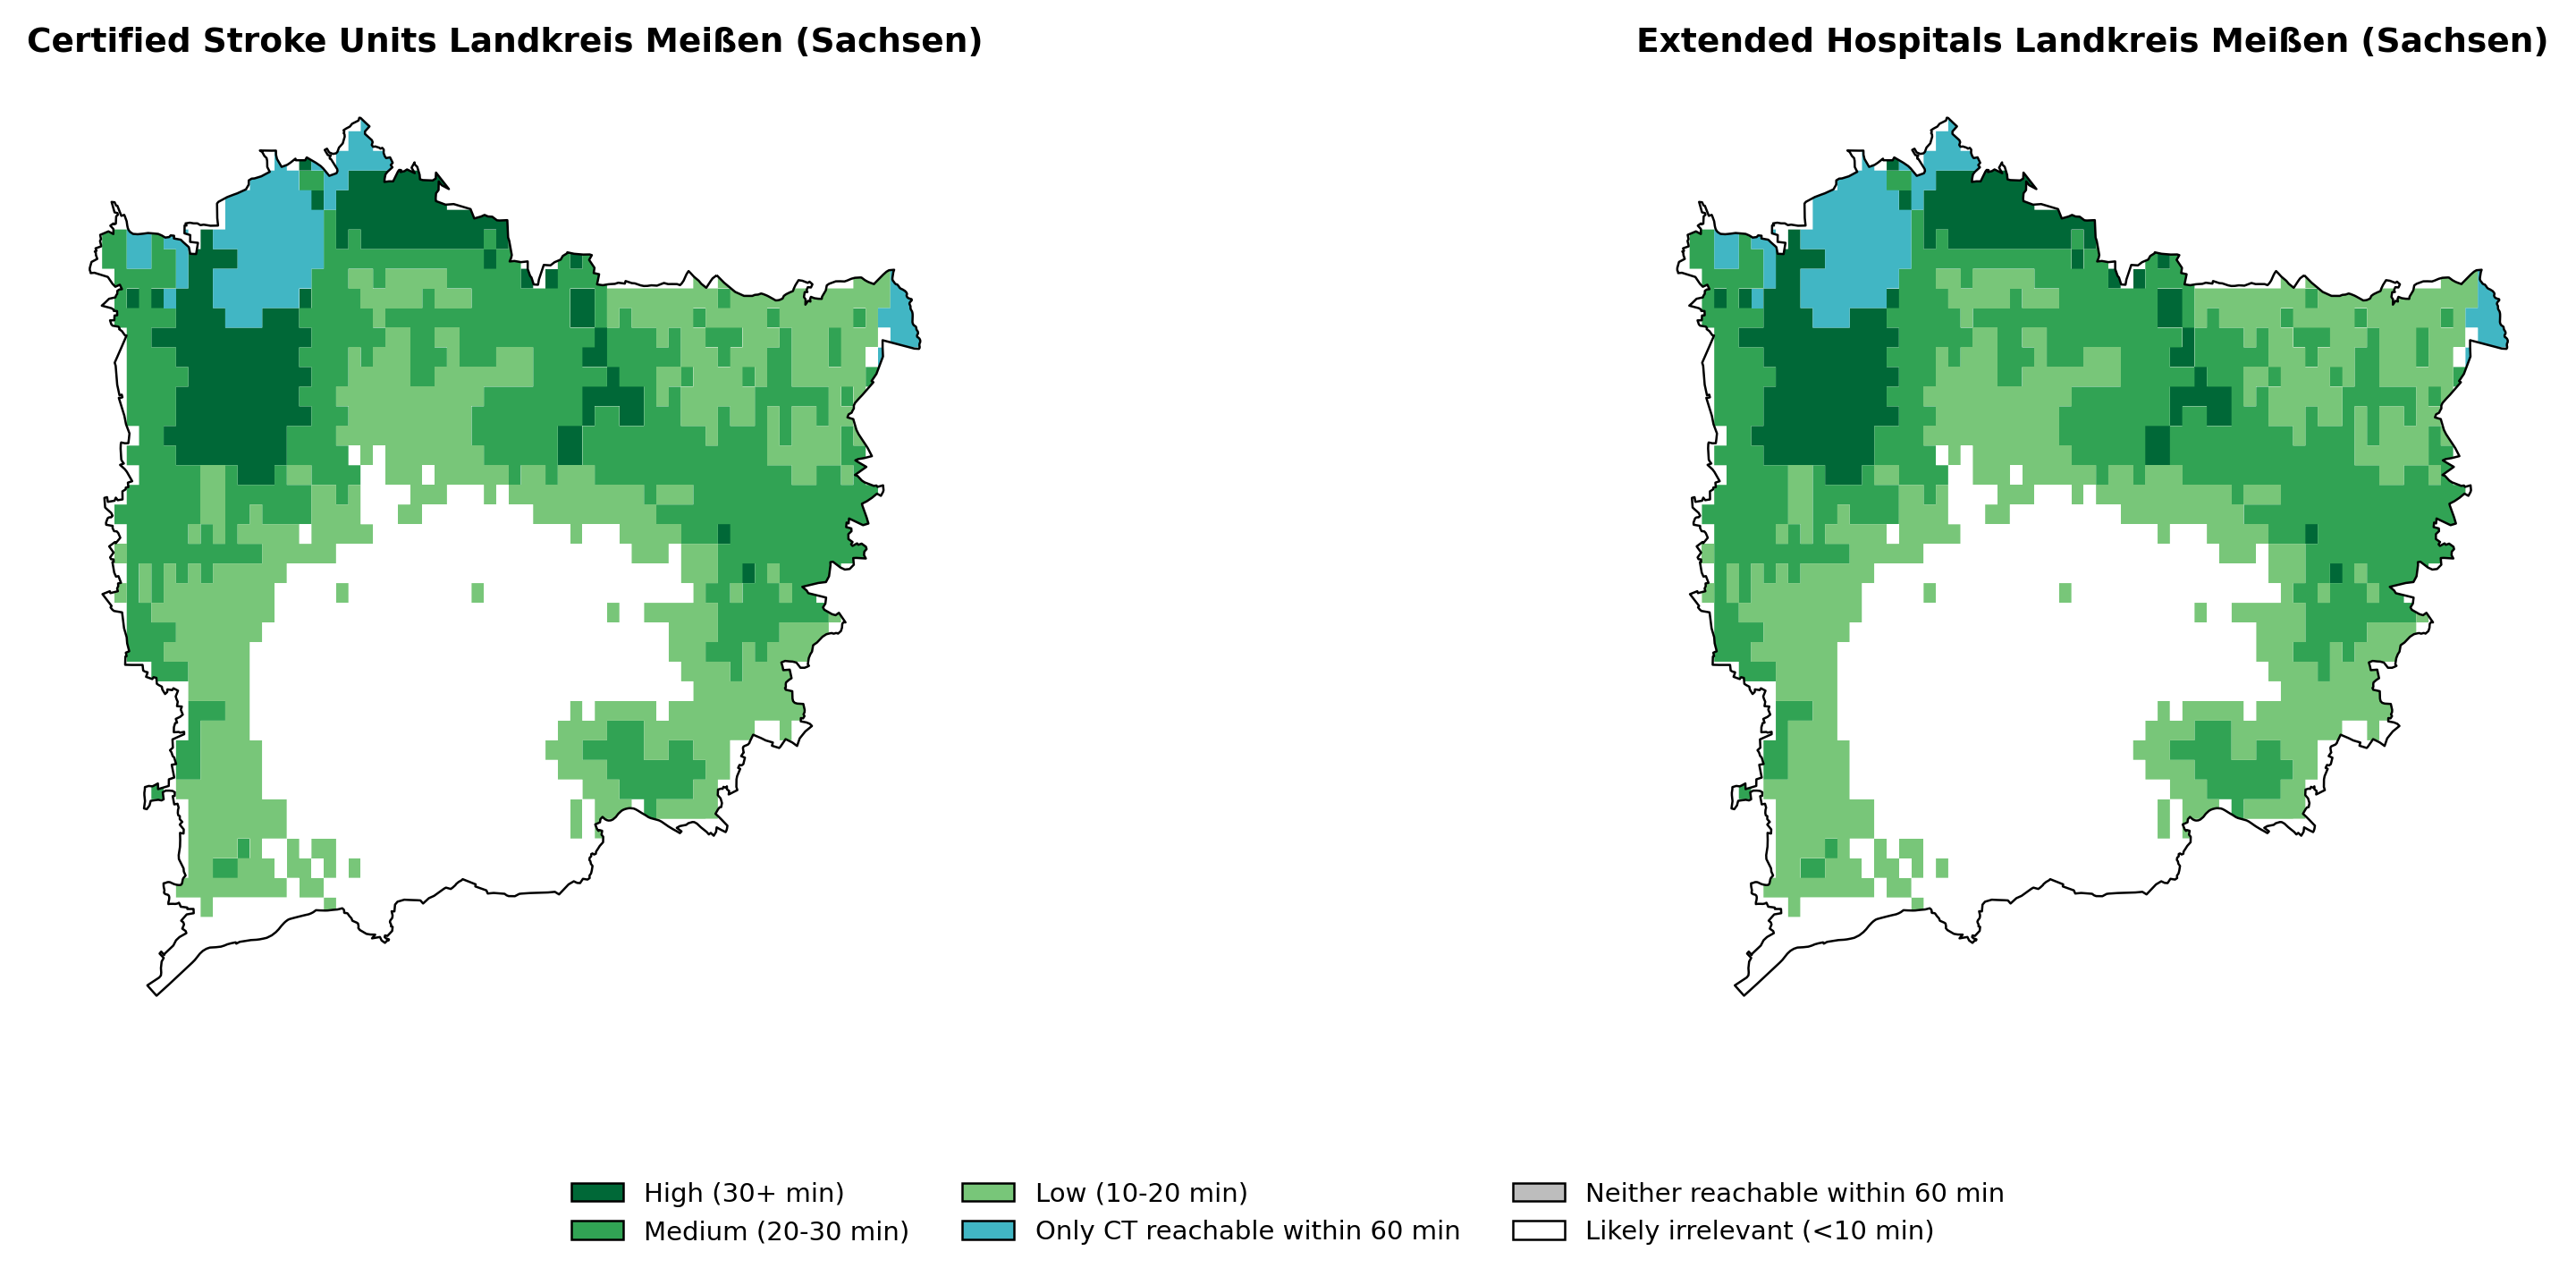 Certified Stroke Units Landkreis Meißen (Sachsen)
Extended Hospitals Landkreis Meißen (Sachsen)
High (30+ min)
Medium (20-30 min)
Low (10-20 min)
Only CT reachable within 60 min
Neither reachable within 60 min
Likely irrelevant (<10 min)